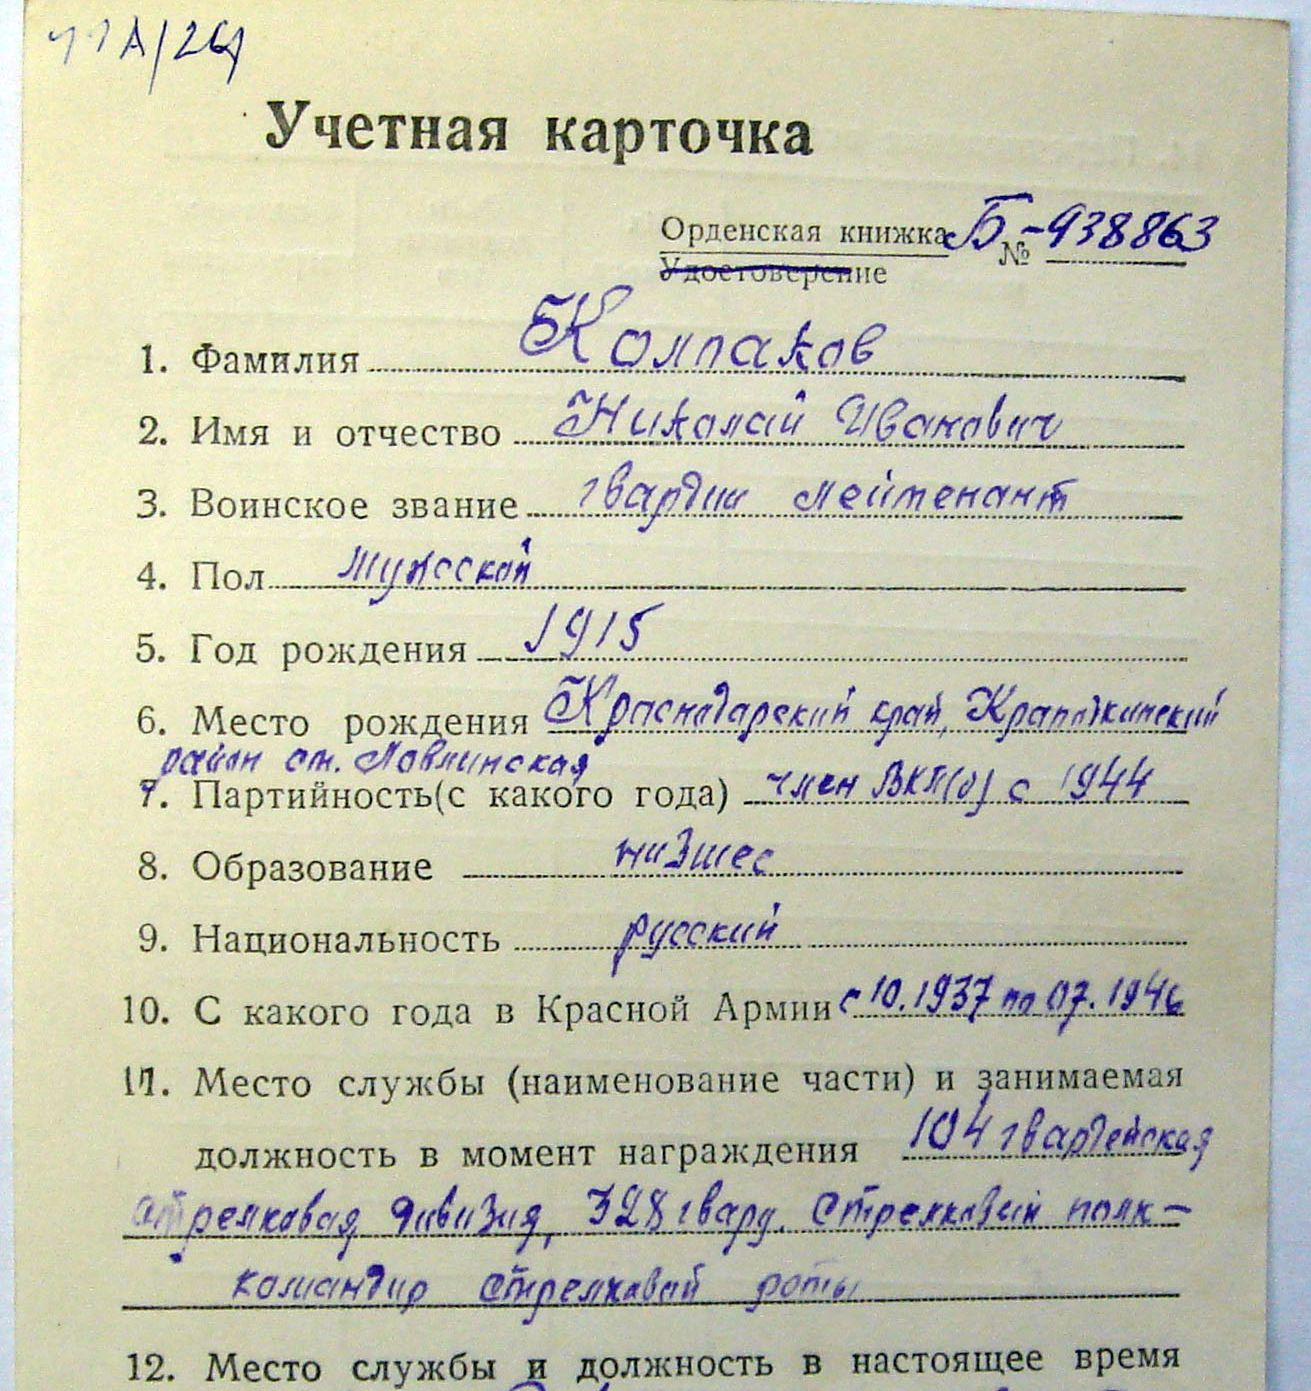 Учетная карточка
Орденская книжка Б-938863
№
Удостоверение
1. Фамилия Колпаков
2. Имя и отчество Николай Иванович
3. Воинское звание гвардии лейтенант
4. Пол мужской
5. Год рождения 1915
6. Место рождения Краснодарский край, Кропоткинский
район ст.
7. Партийность(с какого года) член ВКП(б) с 1944
8. Образование низшее
9. Национальность русский
10. С какого года в Красной Армии с 10.1937 по 07.1946
11. Место службы (наименование части) и занимаемая
должность в момент награждения 104 гвардейская
стрелковая дивизия, 328 гвард. стрелковый полк-
командир стрелковой роты
12. Место службы и должность в настоящее время